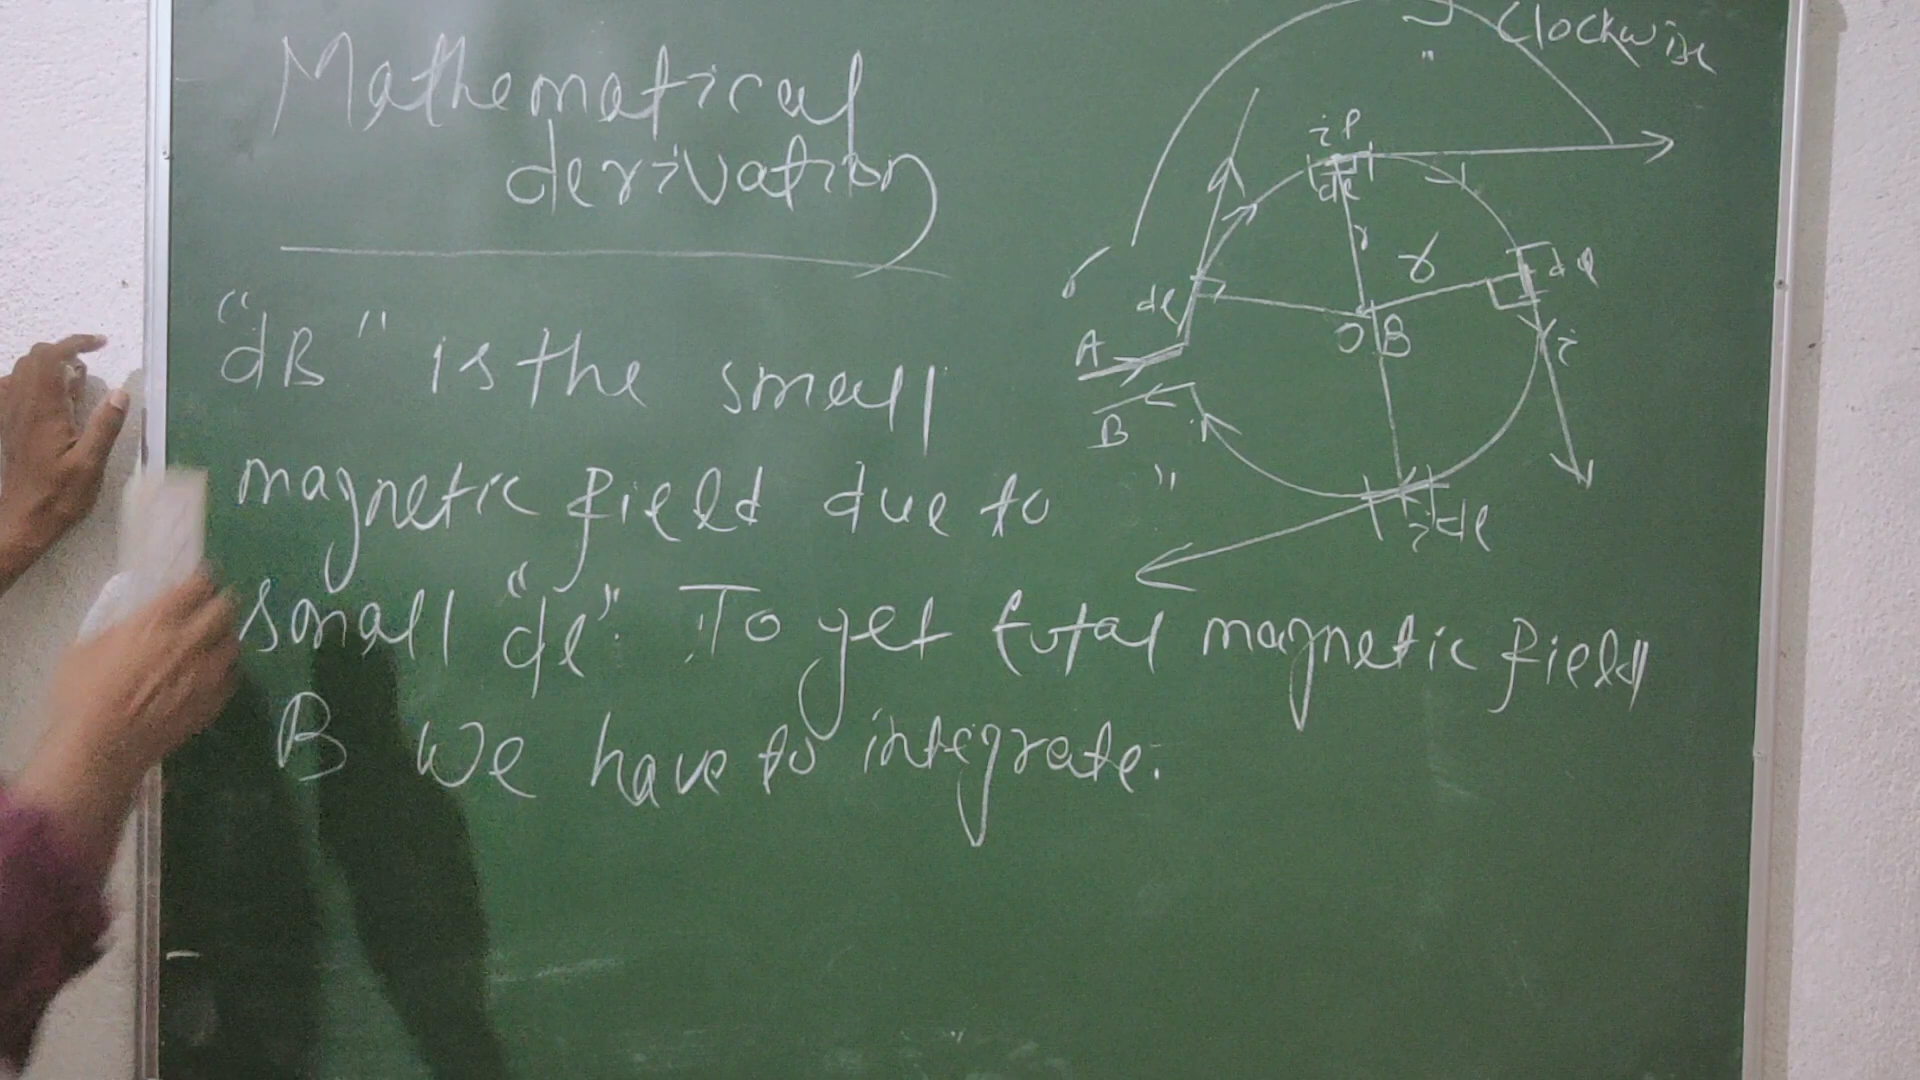 Mathematical
derivation
"dB" is the small
magnetic field due to
small "dl". To get total magnetic field
B we have to integrate.
Clockwise
i P
dl
r
r
dl
dl
O B
i
A
B
i dl